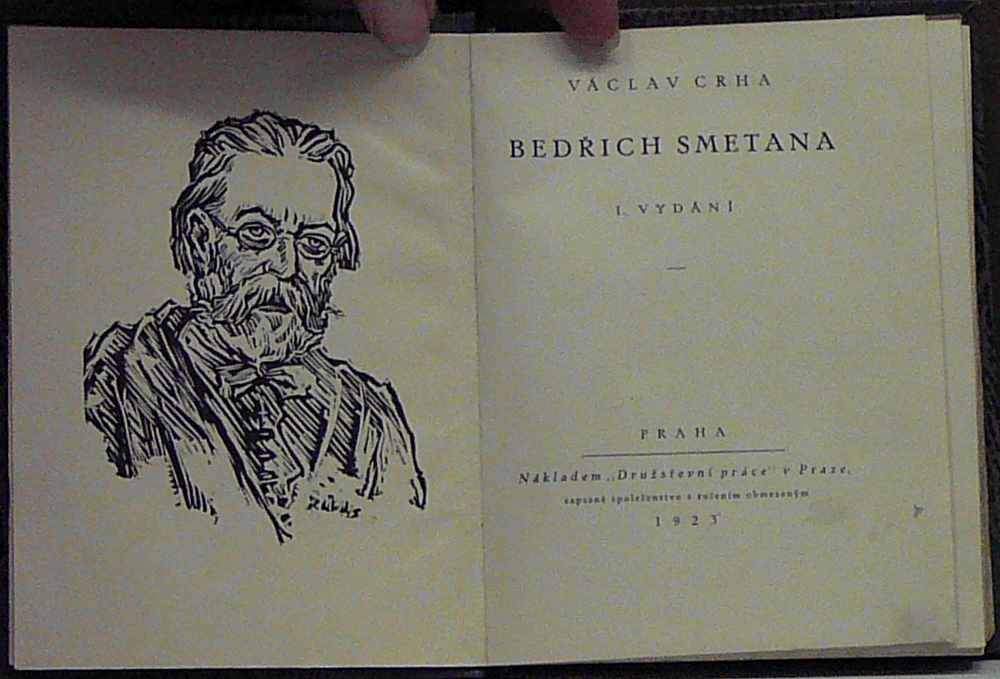 VÁCLAV CRHA
BEDŘICH SMETANA
I. VYDÁNÍ
PRAHA
Nákladem „Družstevní práce" v Praze,
zapsané společenstvo s ručením obmezeným
1923